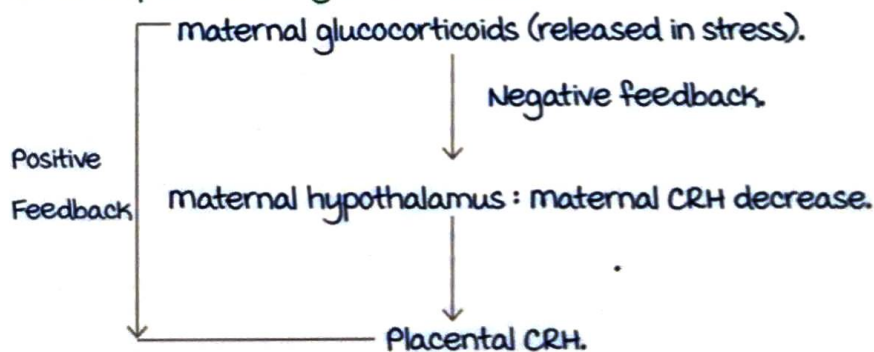 maternal glucocorticoids (released in stress).
Negative feedback.
Positive
Feedback
maternal hypothalamus : maternal CRH decrease.
Placental CRH.